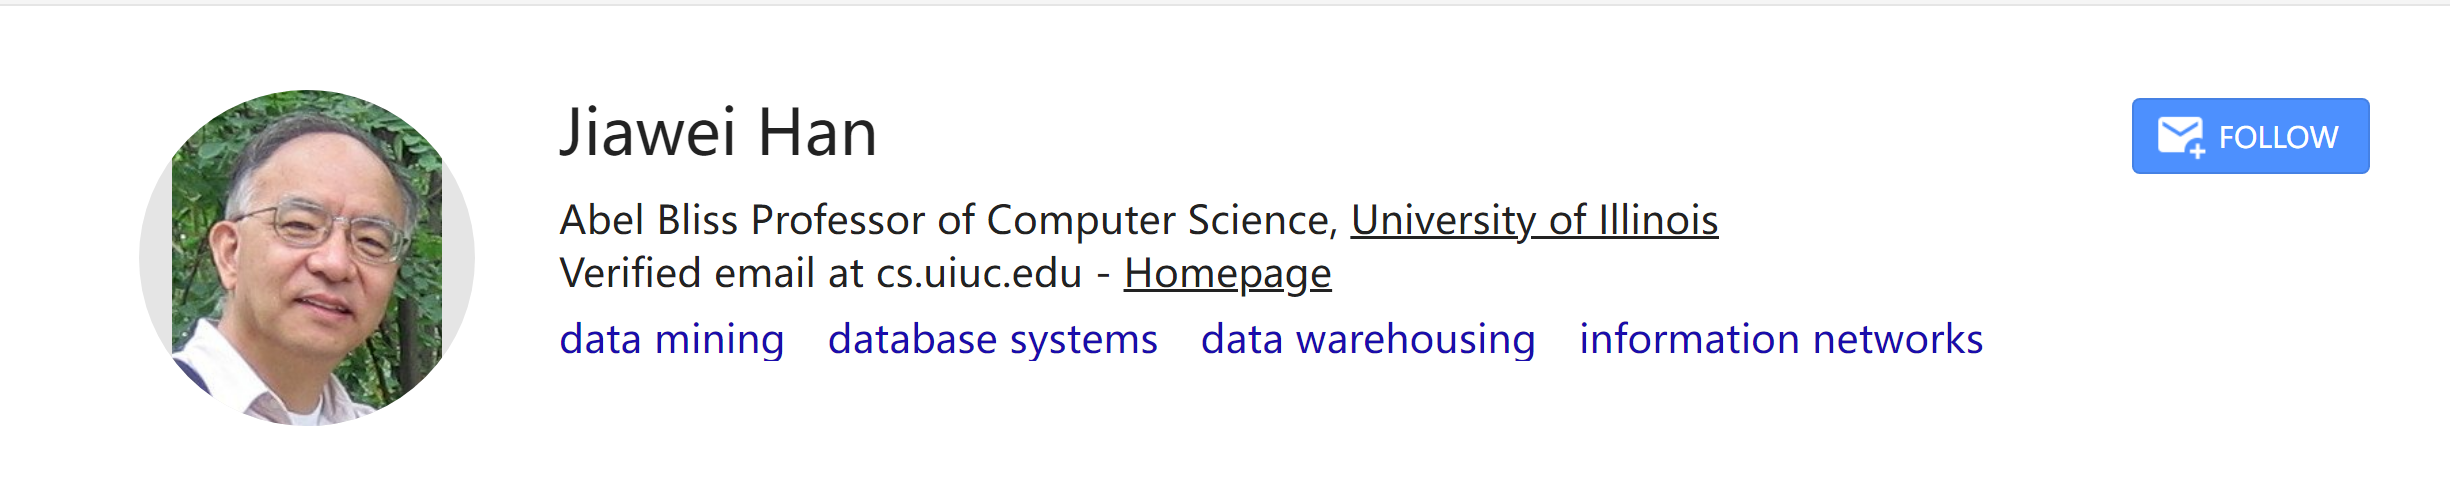 Jiawei Han
FOLLOW
Abel Bliss Professor of Computer Science, University of Illinois
Verified email at cs.uiuc.edu - Homepage
data mining database systems data warehousing information networks